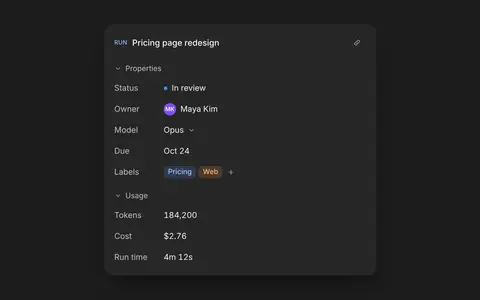 RUN Pricing page redesign
Properties
Status In review
Owner MK Maya Kim
Model Opus
Due Oct 24
Labels Pricing Web +
Usage
Tokens 184,200
Cost $2.76
Run time 4m 12s